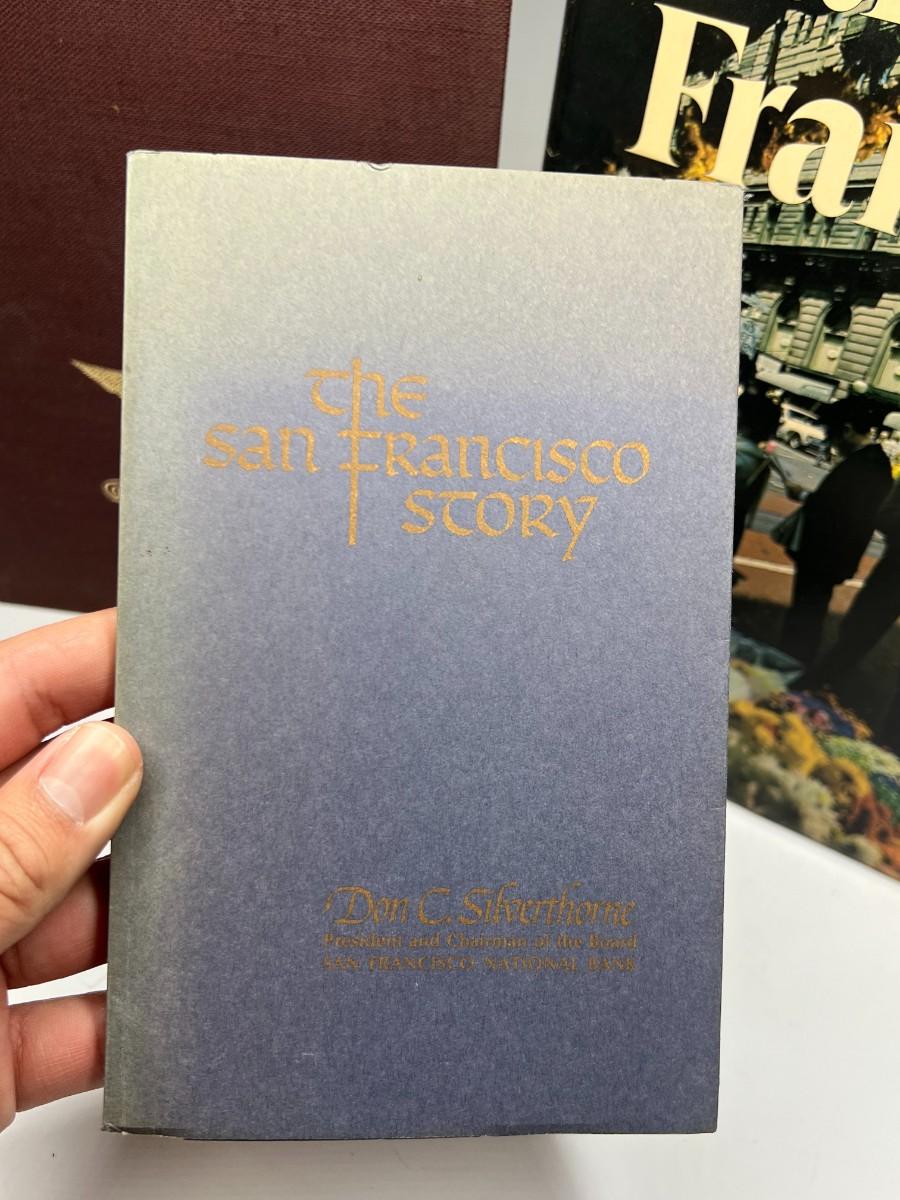 Fra
the
san francisco
story
Don C. Silverthorne
President and Chairman of the Board
SAN FRANCISCO NATIONAL BANK